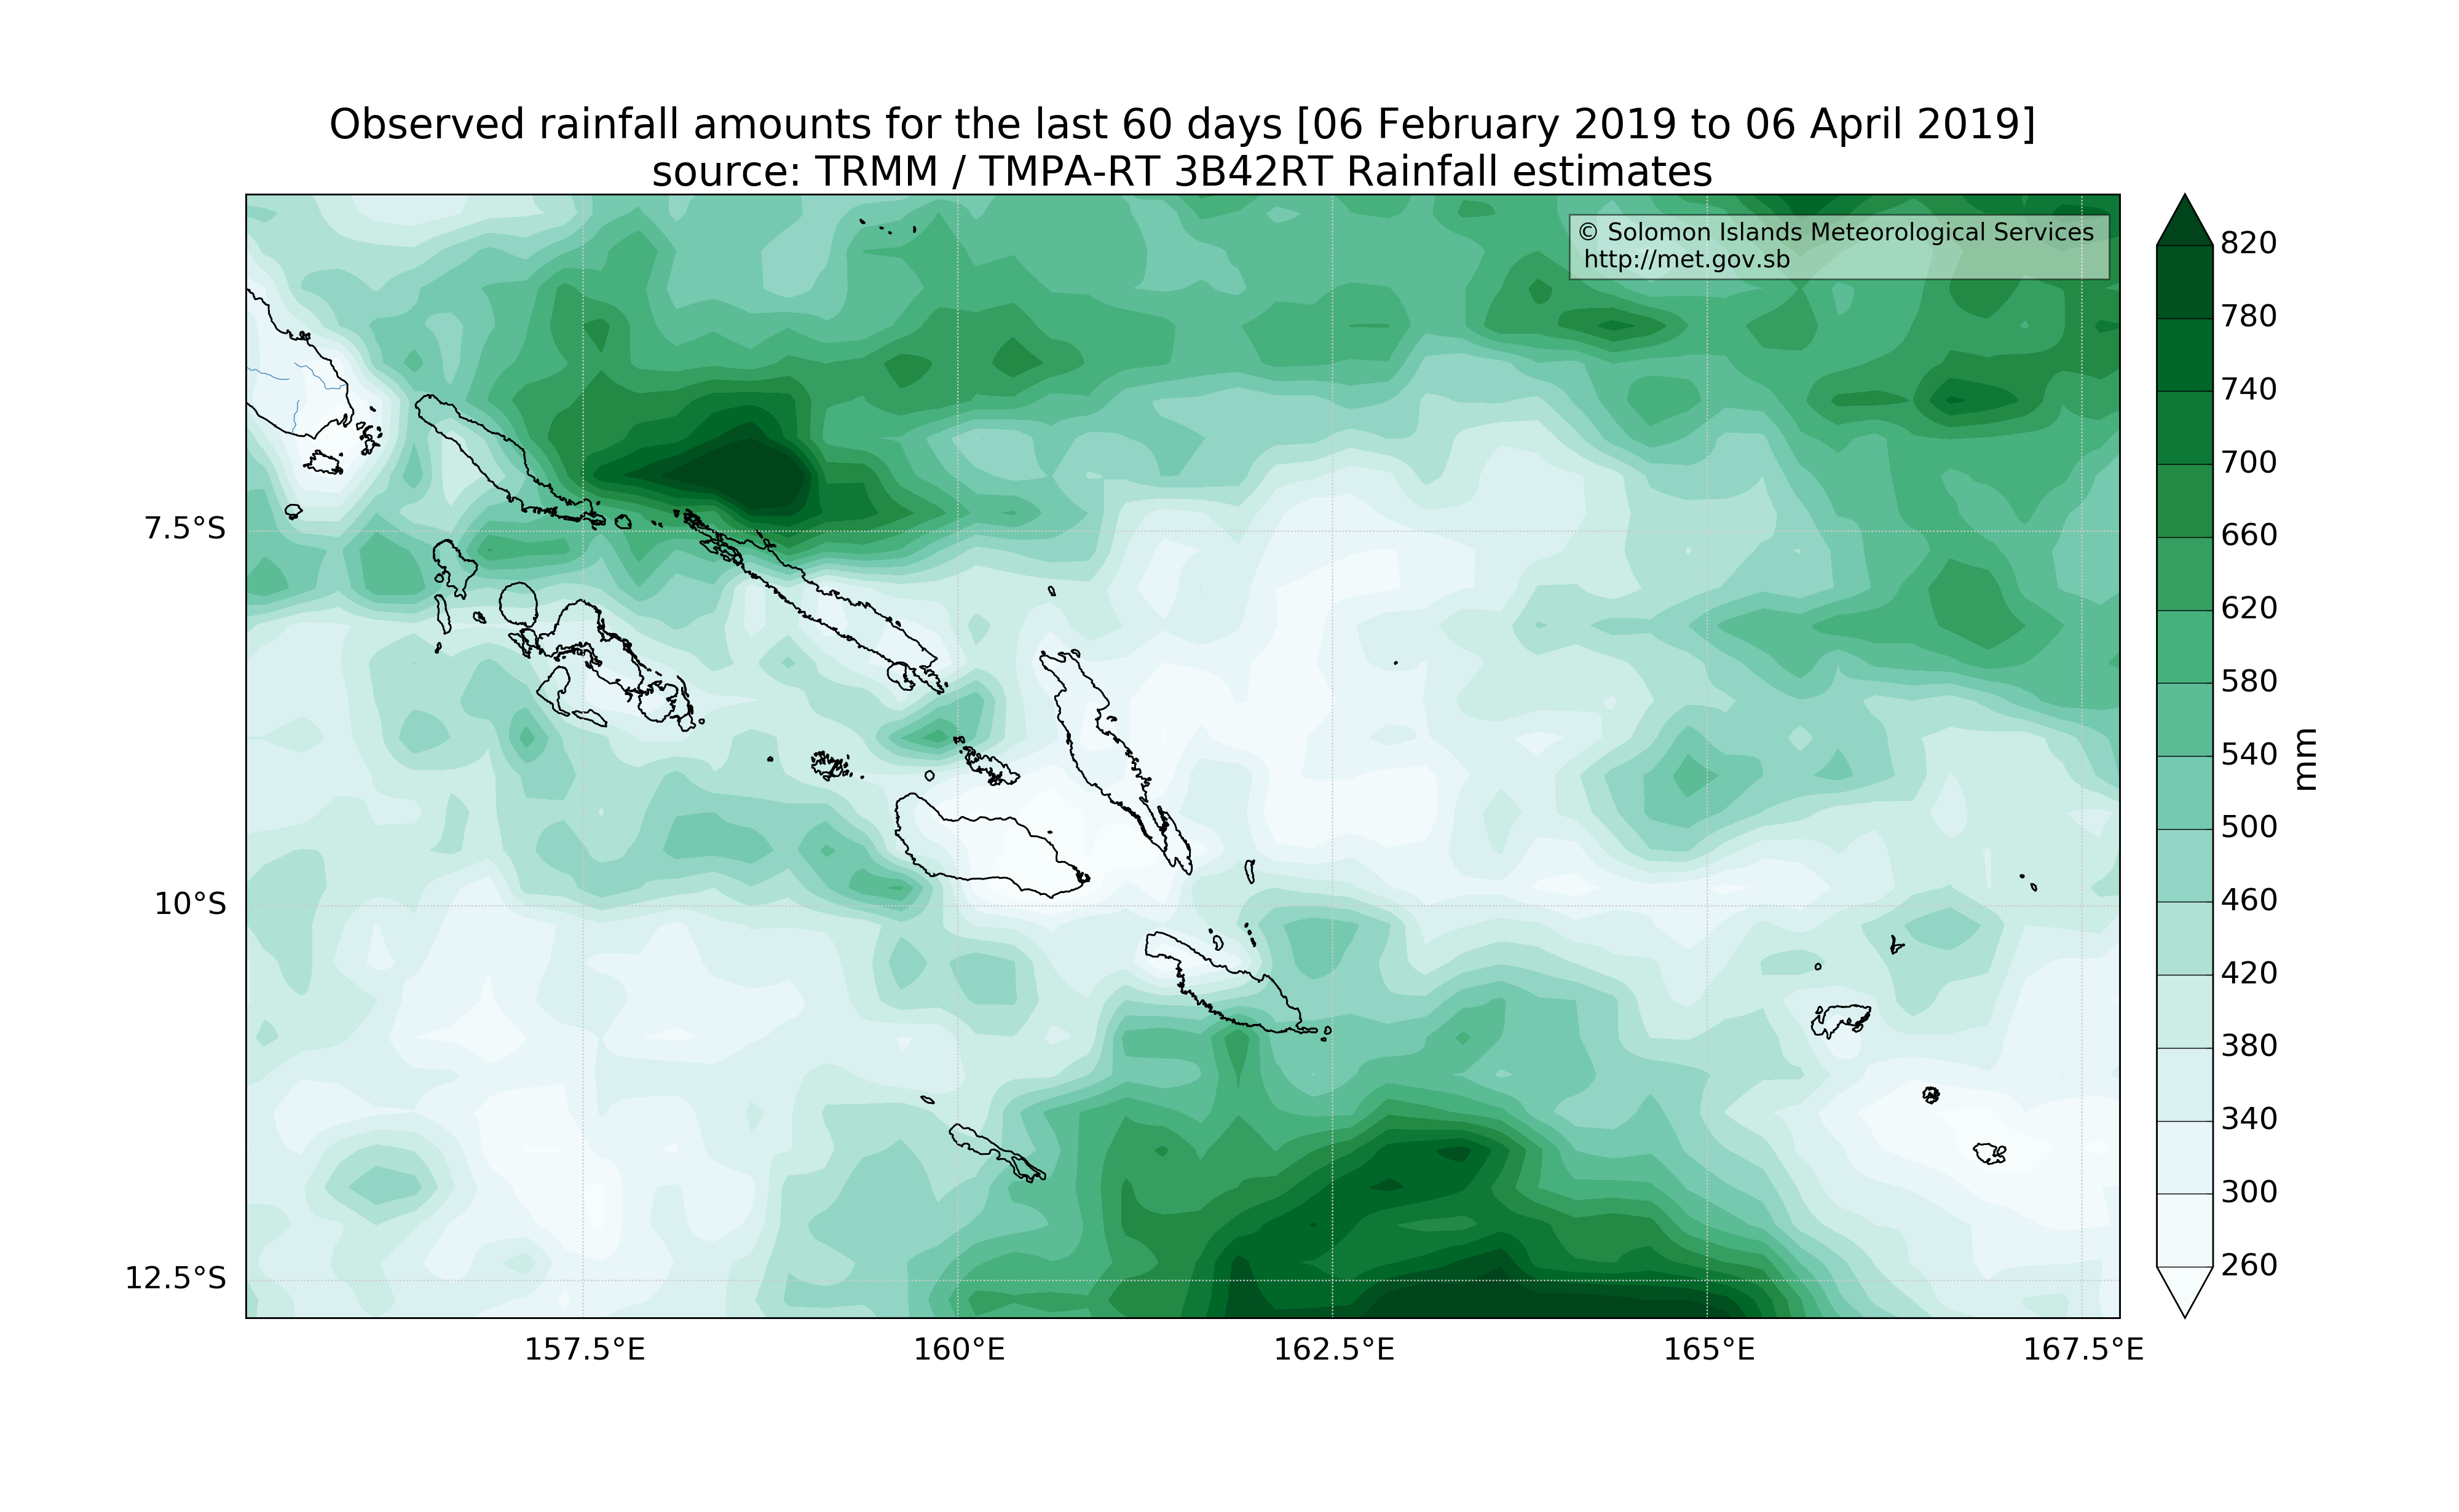 Observed rainfall amounts for the last 60 days [06 February 2019 to 06 April 2019]
source: TRMM / TMPA-RT 3B42RT Rainfall estimates
© Solomon Islands Meteorological Services
http://met.gov.sb
820
780
740
700
660
620
580
540
500
460
420
380
340
300
260
mm
7.5°S
10°S
12.5°S
157.5°E
160°E
162.5°E
165°E
167.5°E